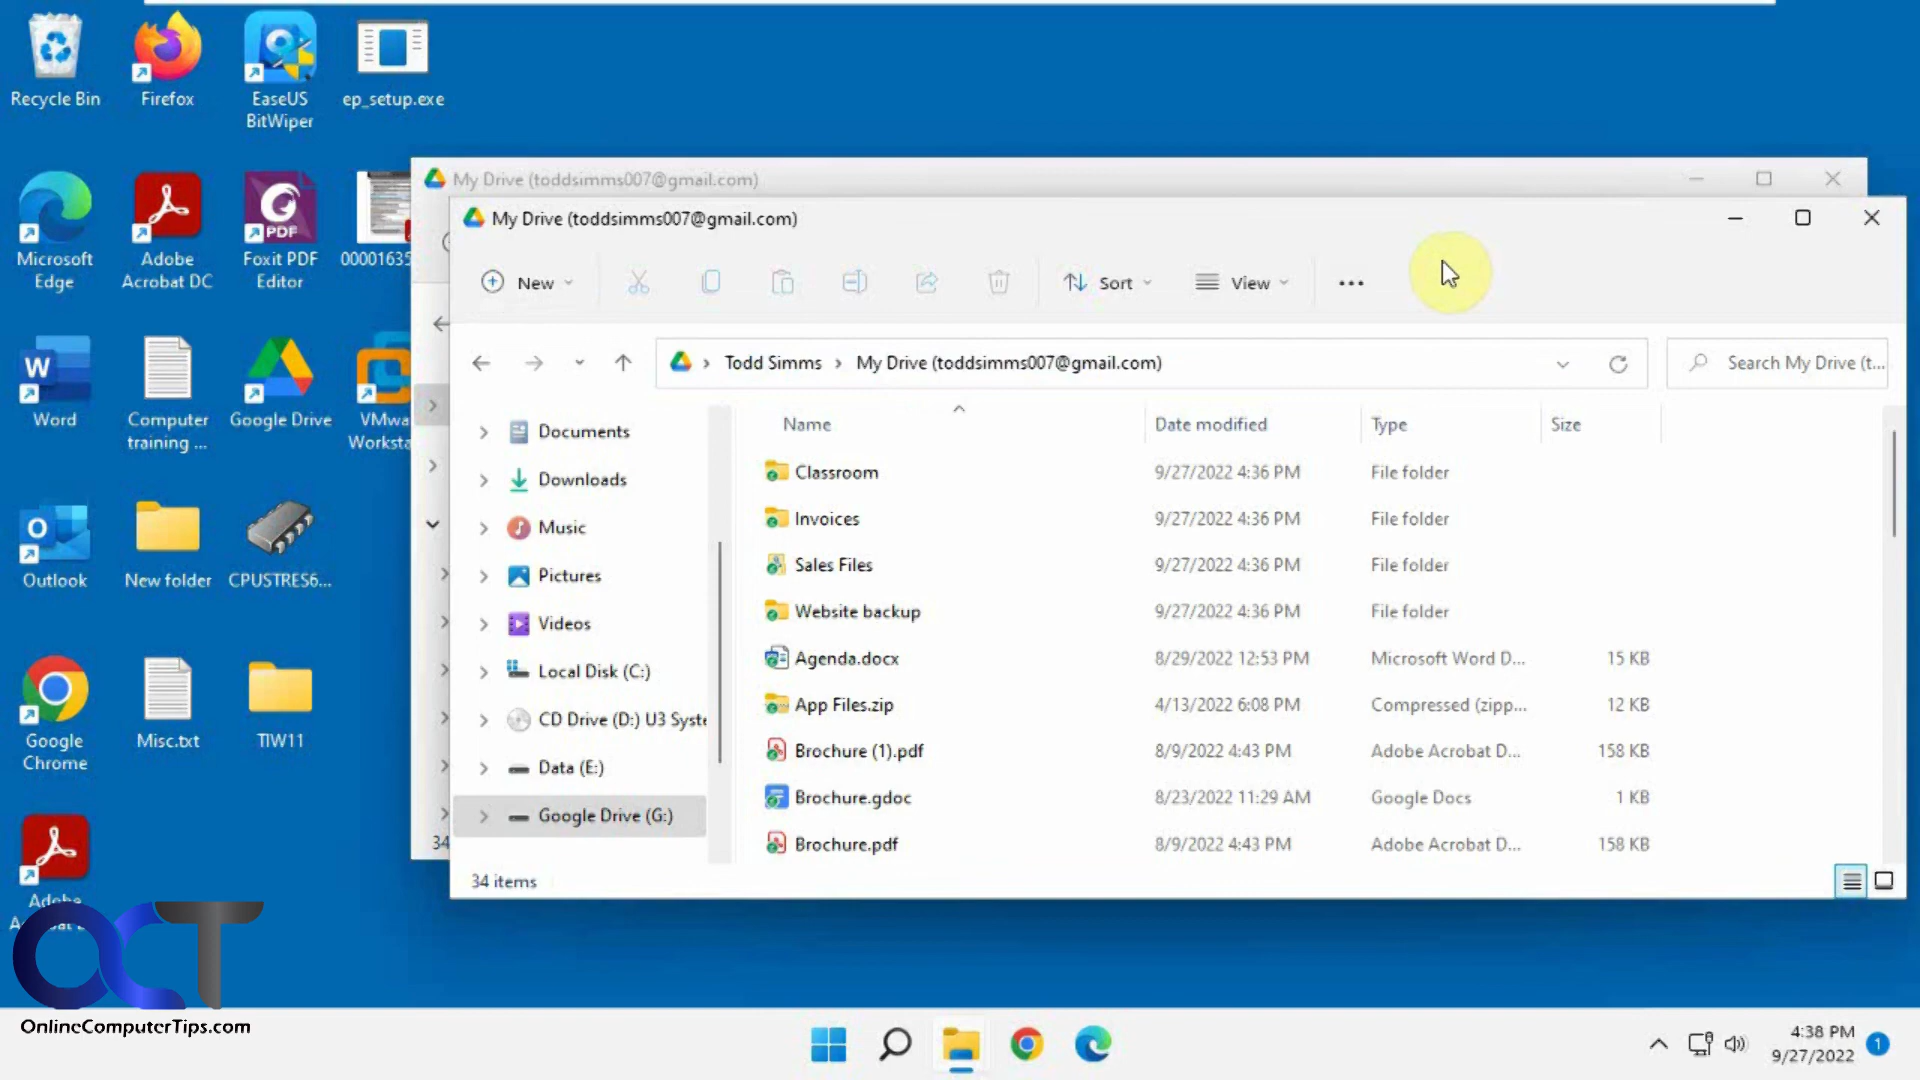 Recycle Bin
Firefox
EaseUS
BitWiper
ep_setup.exe
Microsoft
Edge
Adobe
Acrobat DC
Foxit PDF
Editor
00001635
Word
Computer
training ...
Google Drive
VMwa
Worksta
Outlook
New folder
CPUSTRES6...
Google
Chrome
Misc.txt
TIW11
Adobe
OCT
OnlineComputerTips.com
My Drive (toddsimms007@gmail.com)
34
My Drive (toddsimms007@gmail.com)
New
Sort
View
Todd Simms > My Drive (toddsimms007@gmail.com)
Search My Drive (t...
Documents
Downloads
Music
Pictures
Videos
Local Disk (C:)
CD Drive (D:) U3 Syste
Data (E:)
Google Drive (G:)
Name Date modified Type Size
Classroom 9/27/2022 4:36 PM File folder
Invoices 9/27/2022 4:36 PM File folder
Sales Files 9/27/2022 4:36 PM File folder
Website backup 9/27/2022 4:36 PM File folder
Agenda.docx 8/29/2022 12:53 PM Microsoft Word D... 15 KB
App Files.zip 4/13/2022 6:08 PM Compressed (zipp... 12 KB
Brochure (1).pdf 8/9/2022 4:43 PM Adobe Acrobat D... 158 KB
Brochure.gdoc 8/23/2022 11:29 AM Google Docs 1 KB
Brochure.pdf 8/9/2022 4:43 PM Adobe Acrobat D... 158 KB
34 items
4:38 PM
9/27/2022
1